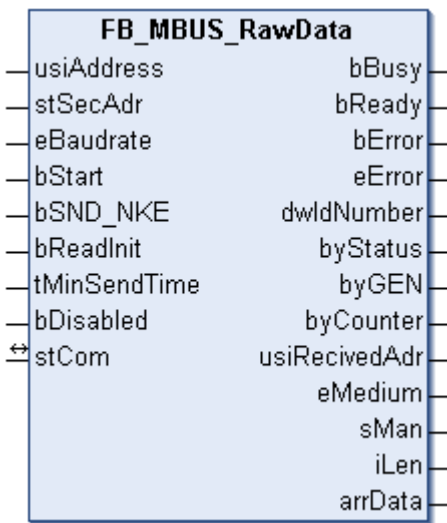 FB_MBUS_RawData
usiAddress bBusy
stSecAdr bReady
eBaudrate bError
bStart eError
bSND_NKE dwIdNumber
bReadInit byStatus
tMinSendTime byGEN
bDisabled byCounter
stCom usiRecivedAdr
eMedium
sMan
iLen
arrData